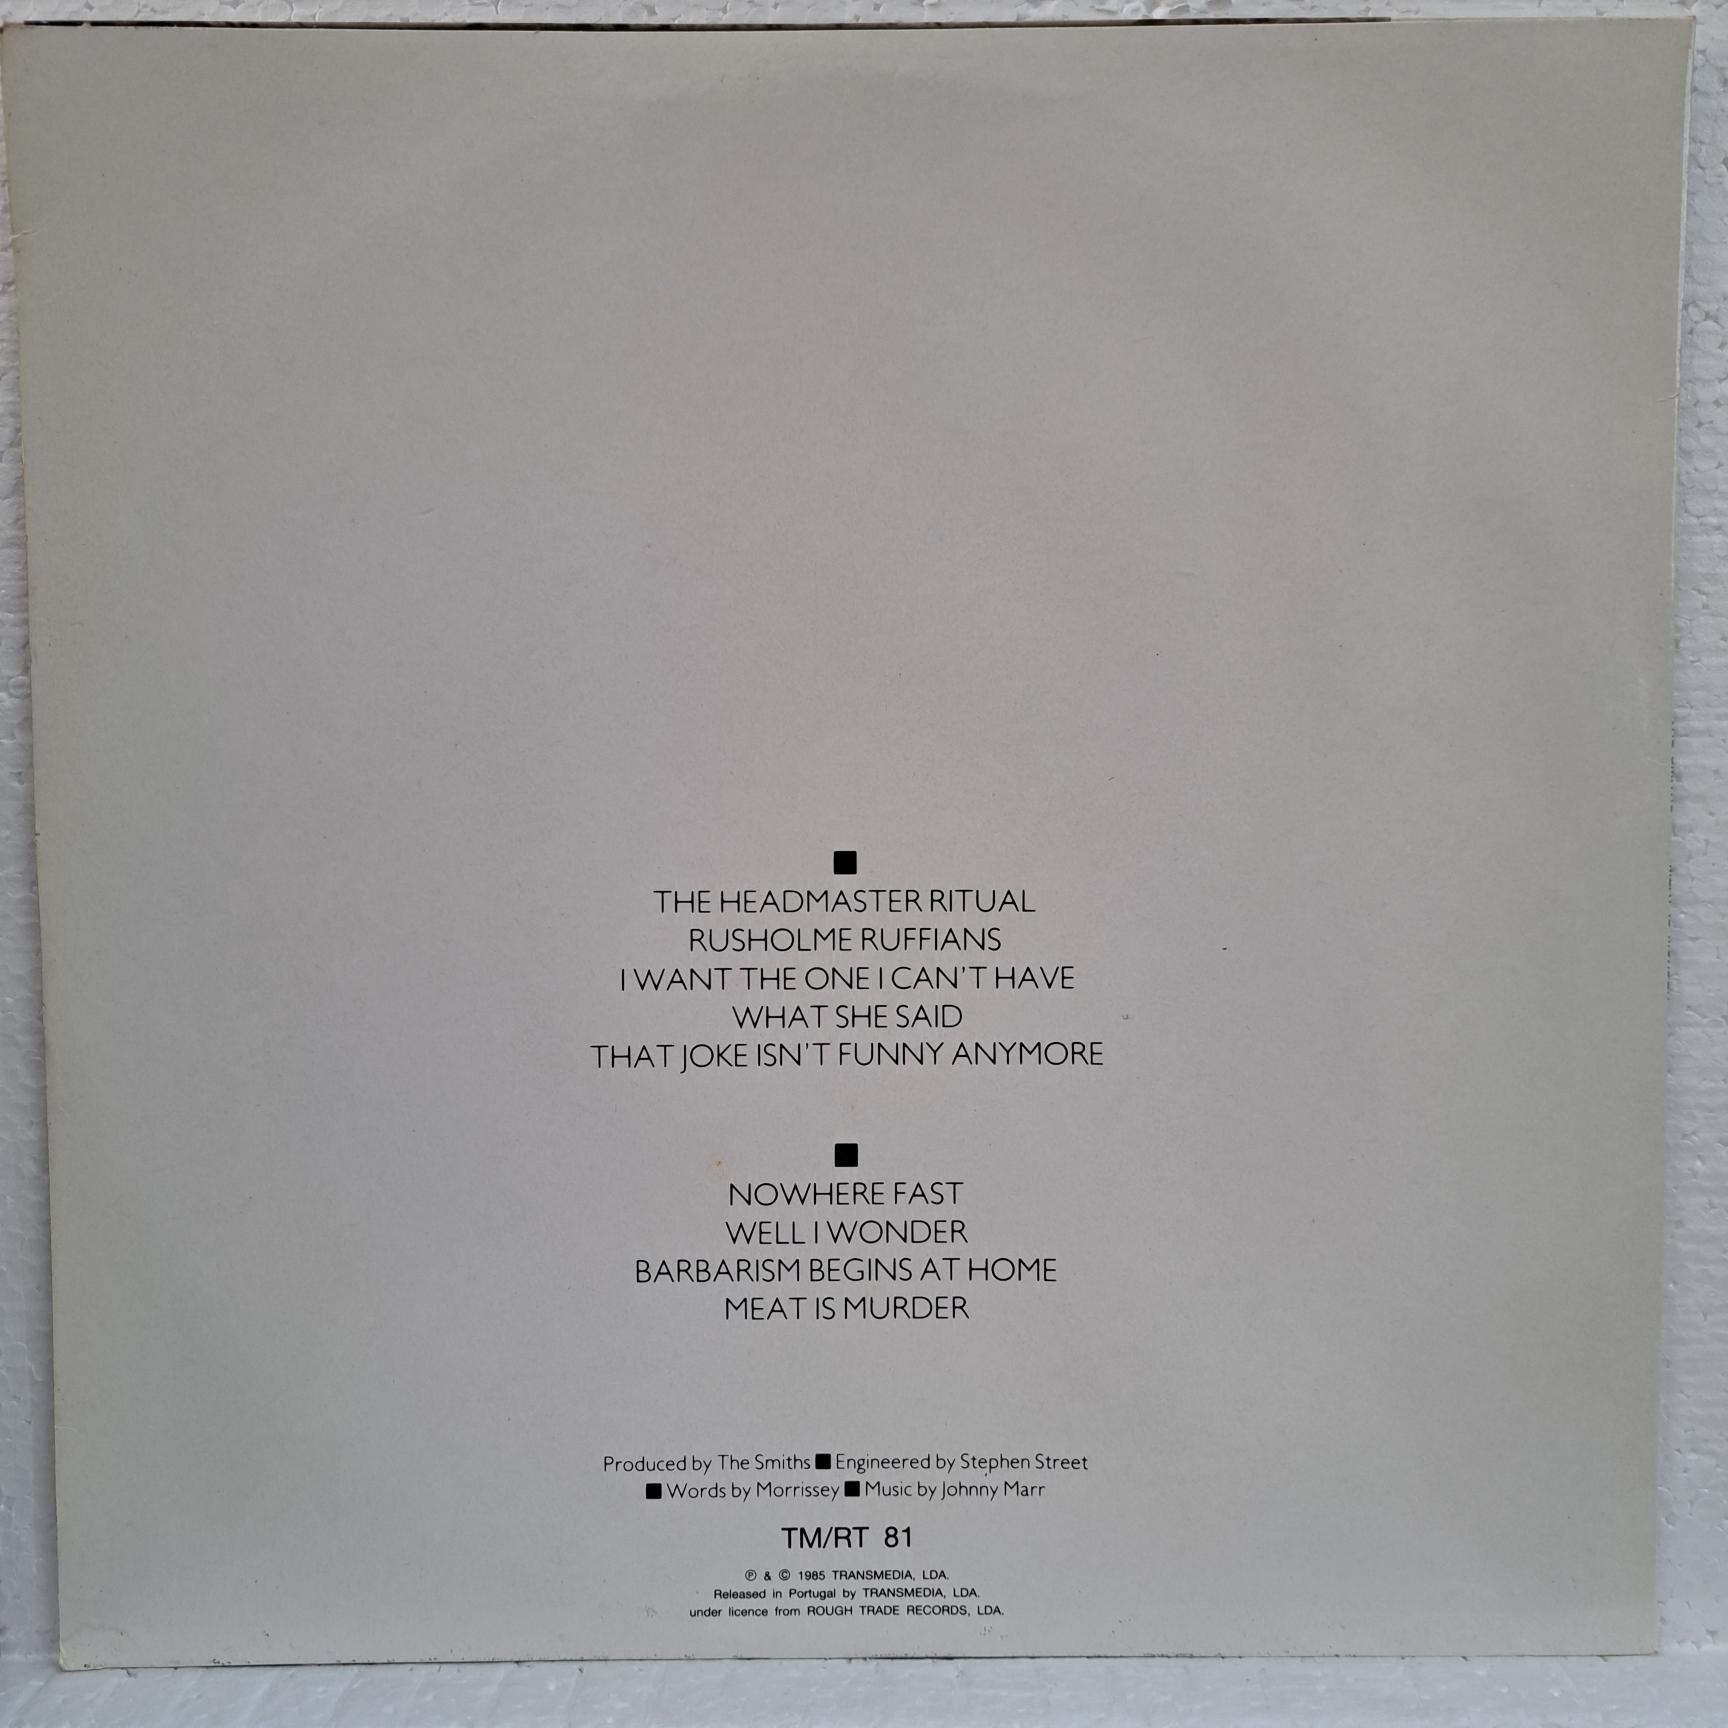 THE HEADMASTER RITUAL
RUSHOLME RUFFIANS
I WANT THE ONE I CAN'T HAVE
WHAT SHE SAID
THAT JOKE ISN'T FUNNY ANYMORE
NOWHERE FAST
WELL I WONDER
BARBARISM BEGINS AT HOME
MEAT IS MURDER
Produced by The Smiths ■ Engineered by Stephen Street
■ Words by Morrissey ■ Music by Johnny Marr
TM/RT 81
℗ & © 1985 TRANSMEDIA, LDA.
Released in Portugal by TRANSMEDIA, LDA.
under licence from ROUGH TRADE RECORDS, LDA.